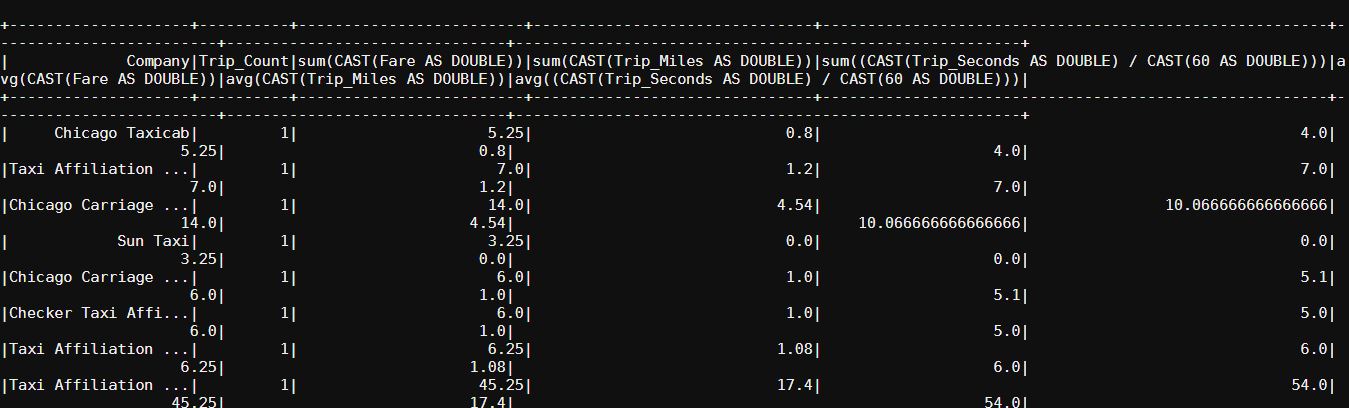 +--------------------+----------+-------------------------+-------------------------------+-------------------------------------------------------+-
------------------------+-------------------------------+-------------------------------------------------------+
|             Company|Trip_Count|sum(CAST(Fare AS DOUBLE))|sum(CAST(Trip_Miles AS DOUBLE))|sum((CAST(Trip_Seconds AS DOUBLE) / CAST(60 AS DOUBLE)))|a
vg(CAST(Fare AS DOUBLE))|avg(CAST(Trip_Miles AS DOUBLE))|avg((CAST(Trip_Seconds AS DOUBLE) / CAST(60 AS DOUBLE)))|
+--------------------+----------+-------------------------+-------------------------------+-------------------------------------------------------+-
------------------------+-------------------------------+-------------------------------------------------------+
|     Chicago Taxicab|         1|                     5.25|                            0.8|                                                     4.0|
                    5.25|                            0.8|                                                     4.0|
|Taxi Affiliation ...|         1|                      7.0|                            1.2|                                                     7.0|
                     7.0|                            1.2|                                                     7.0|
|Chicago Carriage ...|         1|                     14.0|                           4.54|                                      10.066666666666666|
                    14.0|                           4.54|                                      10.066666666666666|
|            Sun Taxi|         1|                     3.25|                            0.0|                                                     0.0|
                    3.25|                            0.0|                                                     0.0|
|Chicago Carriage ...|         1|                      6.0|                            1.0|                                                     5.1|
                     6.0|                            1.0|                                                     5.1|
|Checker Taxi Affi...|         1|                      6.0|                            1.0|                                                     5.0|
                     6.0|                            1.0|                                                     5.0|
|Taxi Affiliation ...|         1|                     6.25|                           1.08|                                                     6.0|
                    6.25|                           1.08|                                                     6.0|
|Taxi Affiliation ...|         1|                    45.25|                           17.4|                                                    54.0|
                   45.25|                           17.4|                                                    54.0|